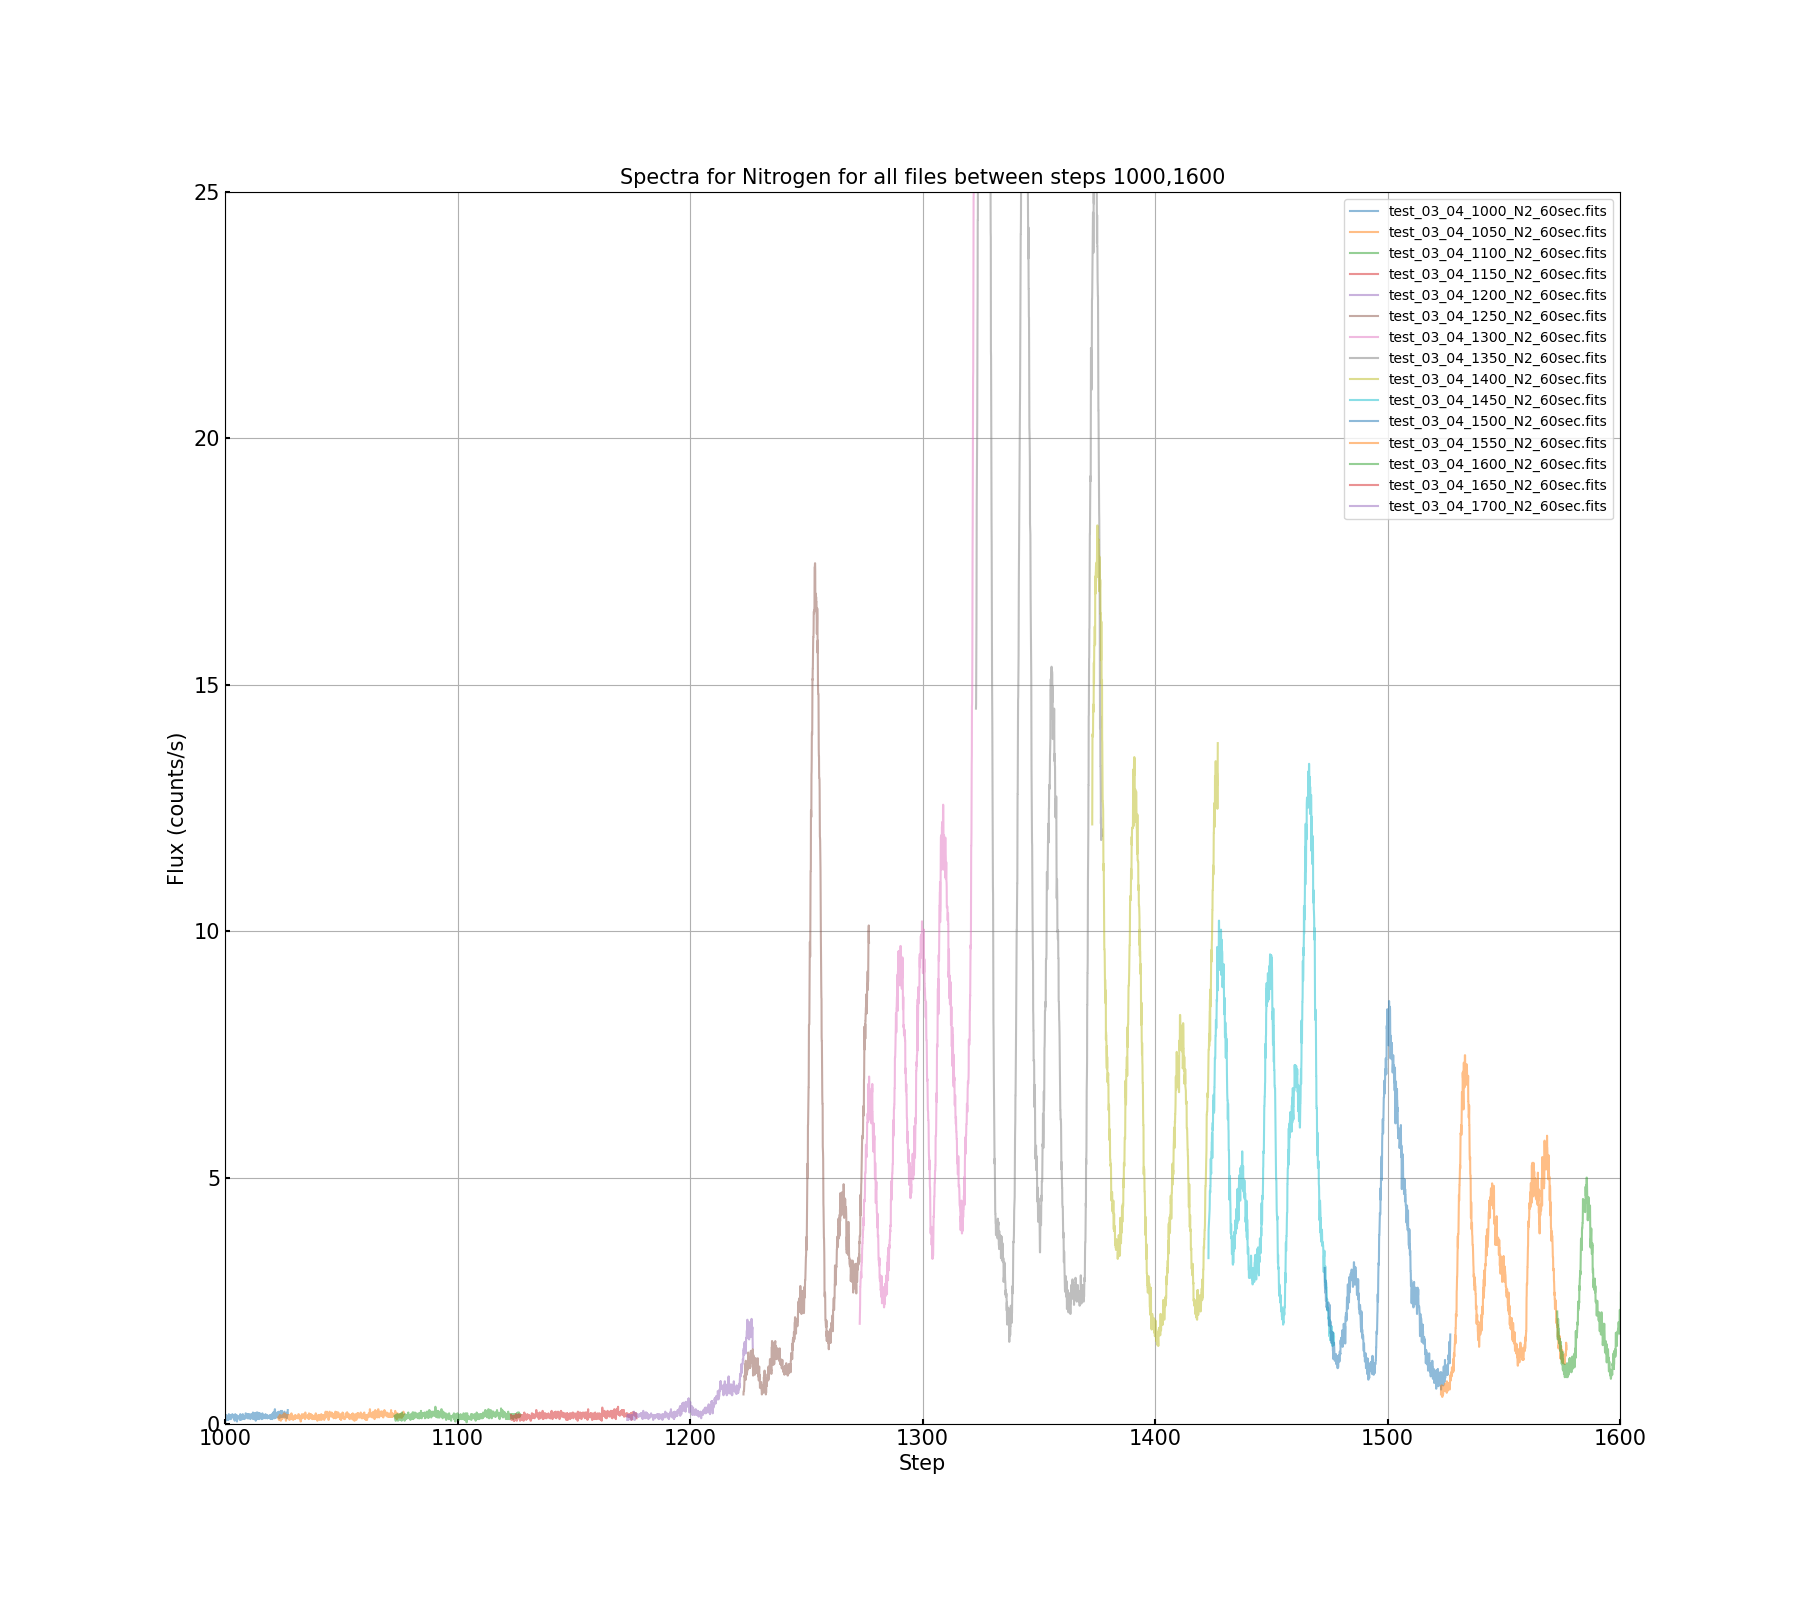 Spectra for Nitrogen for all files between steps 1000,1600
25
20
15
10
5
0
Flux (counts/s)
test_03_04_1000_N2_60sec.fits
test_03_04_1050_N2_60sec.fits
test_03_04_1100_N2_60sec.fits
test_03_04_1150_N2_60sec.fits
test_03_04_1200_N2_60sec.fits
test_03_04_1250_N2_60sec.fits
test_03_04_1300_N2_60sec.fits
test_03_04_1350_N2_60sec.fits
test_03_04_1400_N2_60sec.fits
test_03_04_1450_N2_60sec.fits
test_03_04_1500_N2_60sec.fits
test_03_04_1550_N2_60sec.fits
test_03_04_1600_N2_60sec.fits
test_03_04_1650_N2_60sec.fits
test_03_04_1700_N2_60sec.fits
1000 1100 1200 1300 1400 1500 1600
Step